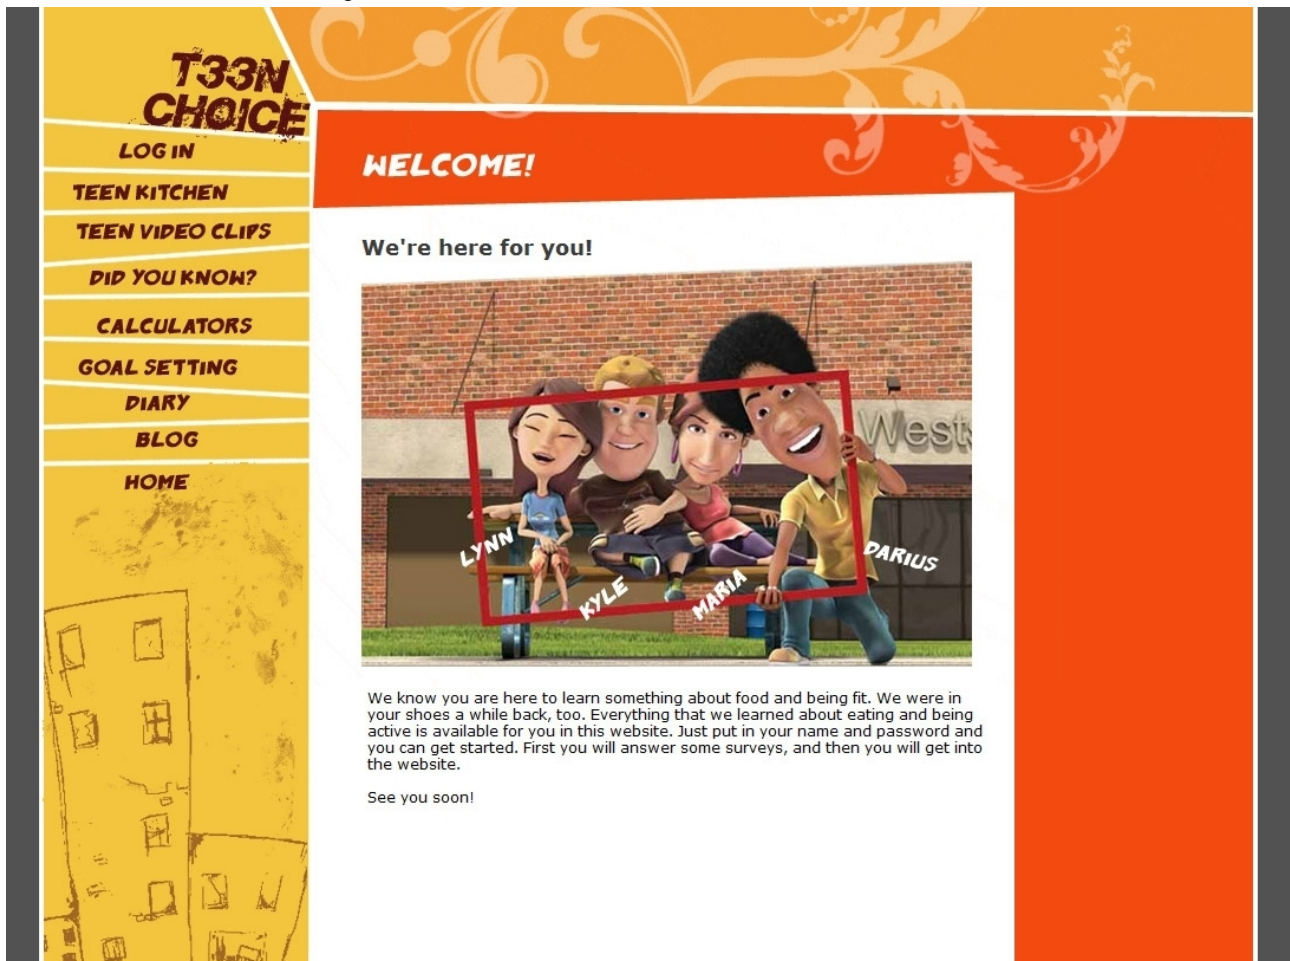 T33N
CHOICE
LOG IN
TEEN KITCHEN
TEEN VIDEO CLIPS
DID YOU KNOW?
CALCULATORS
GOAL SETTING
DIARY
BLOG
HOME
WELCOME!
We're here for you!
Wests
LYNN
KYLE
MARIA
DARIUS
We know you are here to learn something about food and being fit. We were in
your shoes a while back, too. Everything that we learned about eating and being
active is available for you in this website. Just put in your name and password and
you can get started. First you will answer some surveys, and then you will get into
the website.
See you soon!